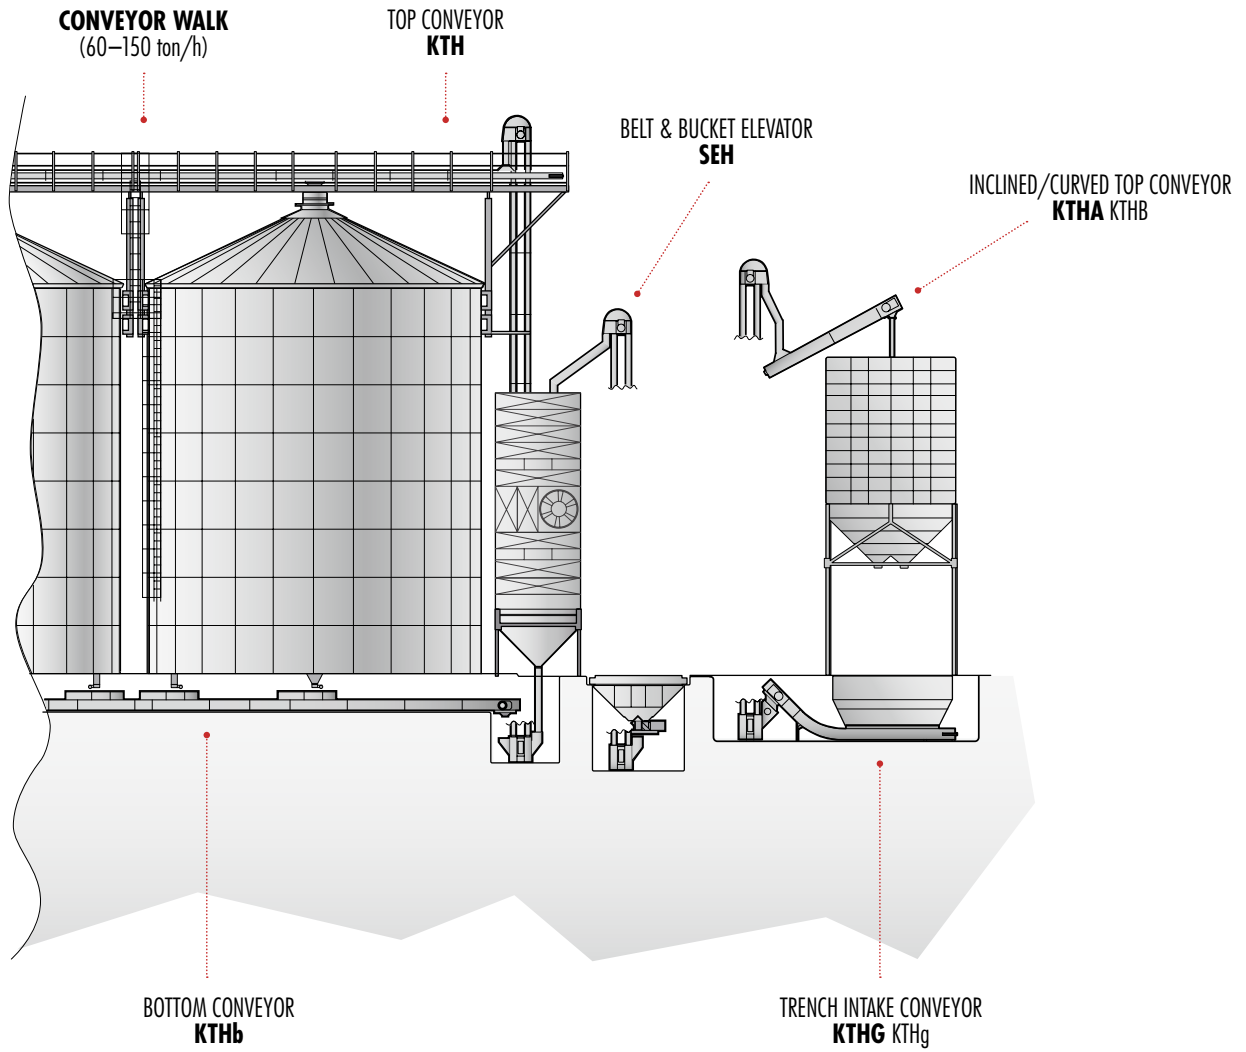 CONVEYOR WALK
(60–150 ton/h)
TOP CONVEYOR
KTH
BELT & BUCKET ELEVATOR
SEH
INCLINED/CURVED TOP CONVEYOR
KTHA KTHB
BOTTOM CONVEYOR
KTHb
TRENCH INTAKE CONVEYOR
KTHG KTHg